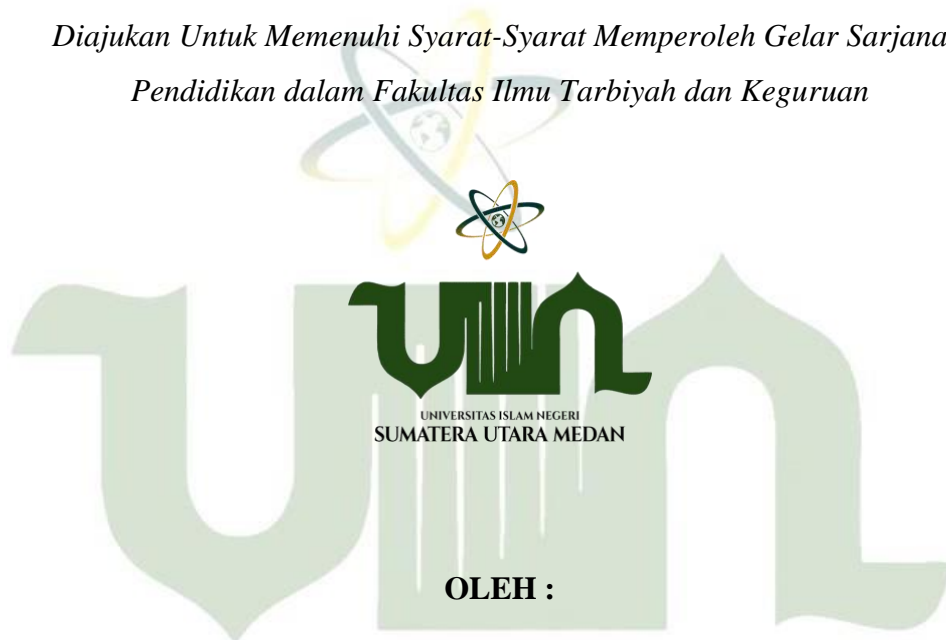 Diajukan Untuk Memenuhi Syarat-Syarat Memperoleh Gelar Sarjana
Pendidikan dalam Fakultas Ilmu Tarbiyah dan Keguruan
UIN
UNIVERSITAS ISLAM NEGERI
SUMATERA UTARA MEDAN
OLEH :